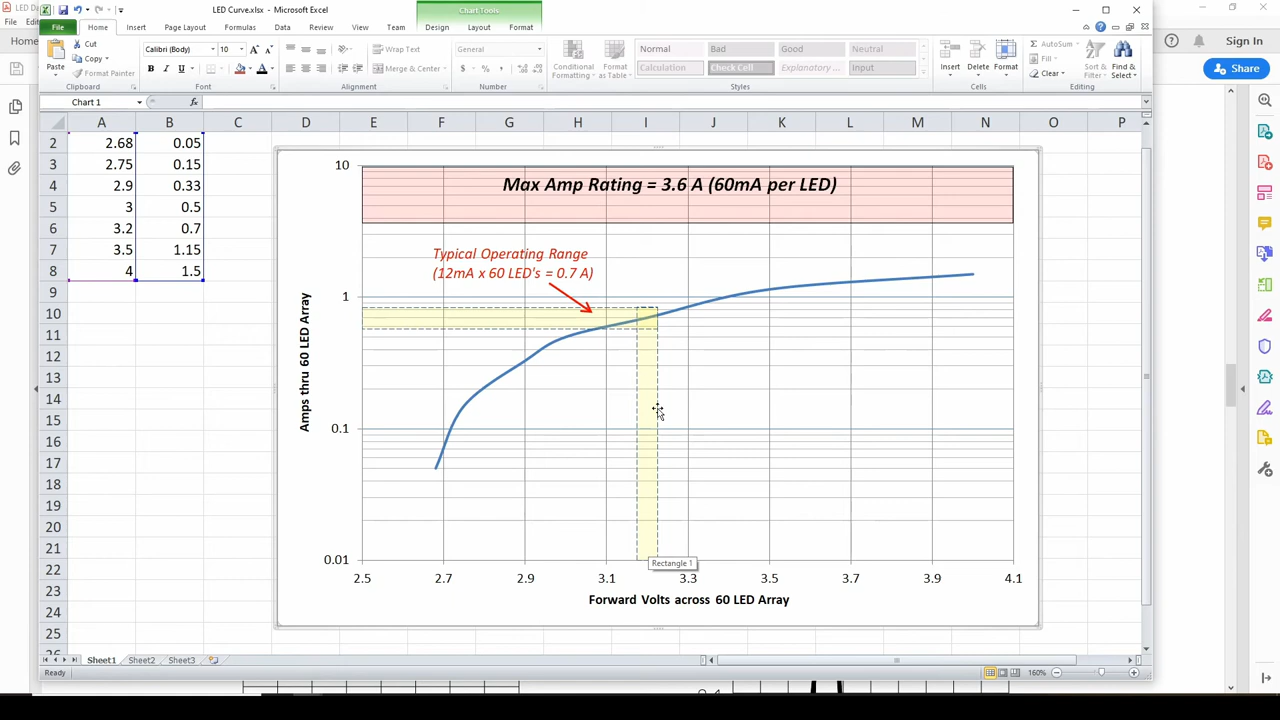 LED Curve.xlsx - Microsoft Excel
Chart Tools
File Home Insert Page Layout Formulas Data Review View Team Design Layout Format
Sign In
Share
Paste
Cut
Copy
Format Painter
Clipboard
Calibri (Body) 10
B I U
Font
Wrap Text
Merge & Center
Alignment
General
Number
Conditional Formatting
Format as Table
Normal Bad Good Neutral
Calculation Check Cell Explanatory ... Input
Styles
Insert Delete Format
Cells
AutoSum
Fill
Clear
Sort & Filter
Find & Select
Editing
Chart 1
fx
A B C D E F G H I J K L M N O P
2 2.68 0.05
3 2.75 0.15
4 2.9 0.33
5 3 0.5
6 3.2 0.7
7 3.5 1.15
8 4 1.5
9
10
11
12
13
14
15
16
17
18
19
20
21
22
23
24
25
Max Amp Rating = 3.6 A (60mA per LED)
Typical Operating Range
(12mA x 60 LED's = 0.7 A)
Amps thru 60 LED Array
10
1
0.1
0.01
2.5 2.7 2.9 3.1 3.3 3.5 3.7 3.9 4.1
Forward Volts across 60 LED Array
Rectangle 1
Sheet1 Sheet2 Sheet3
Ready
160%